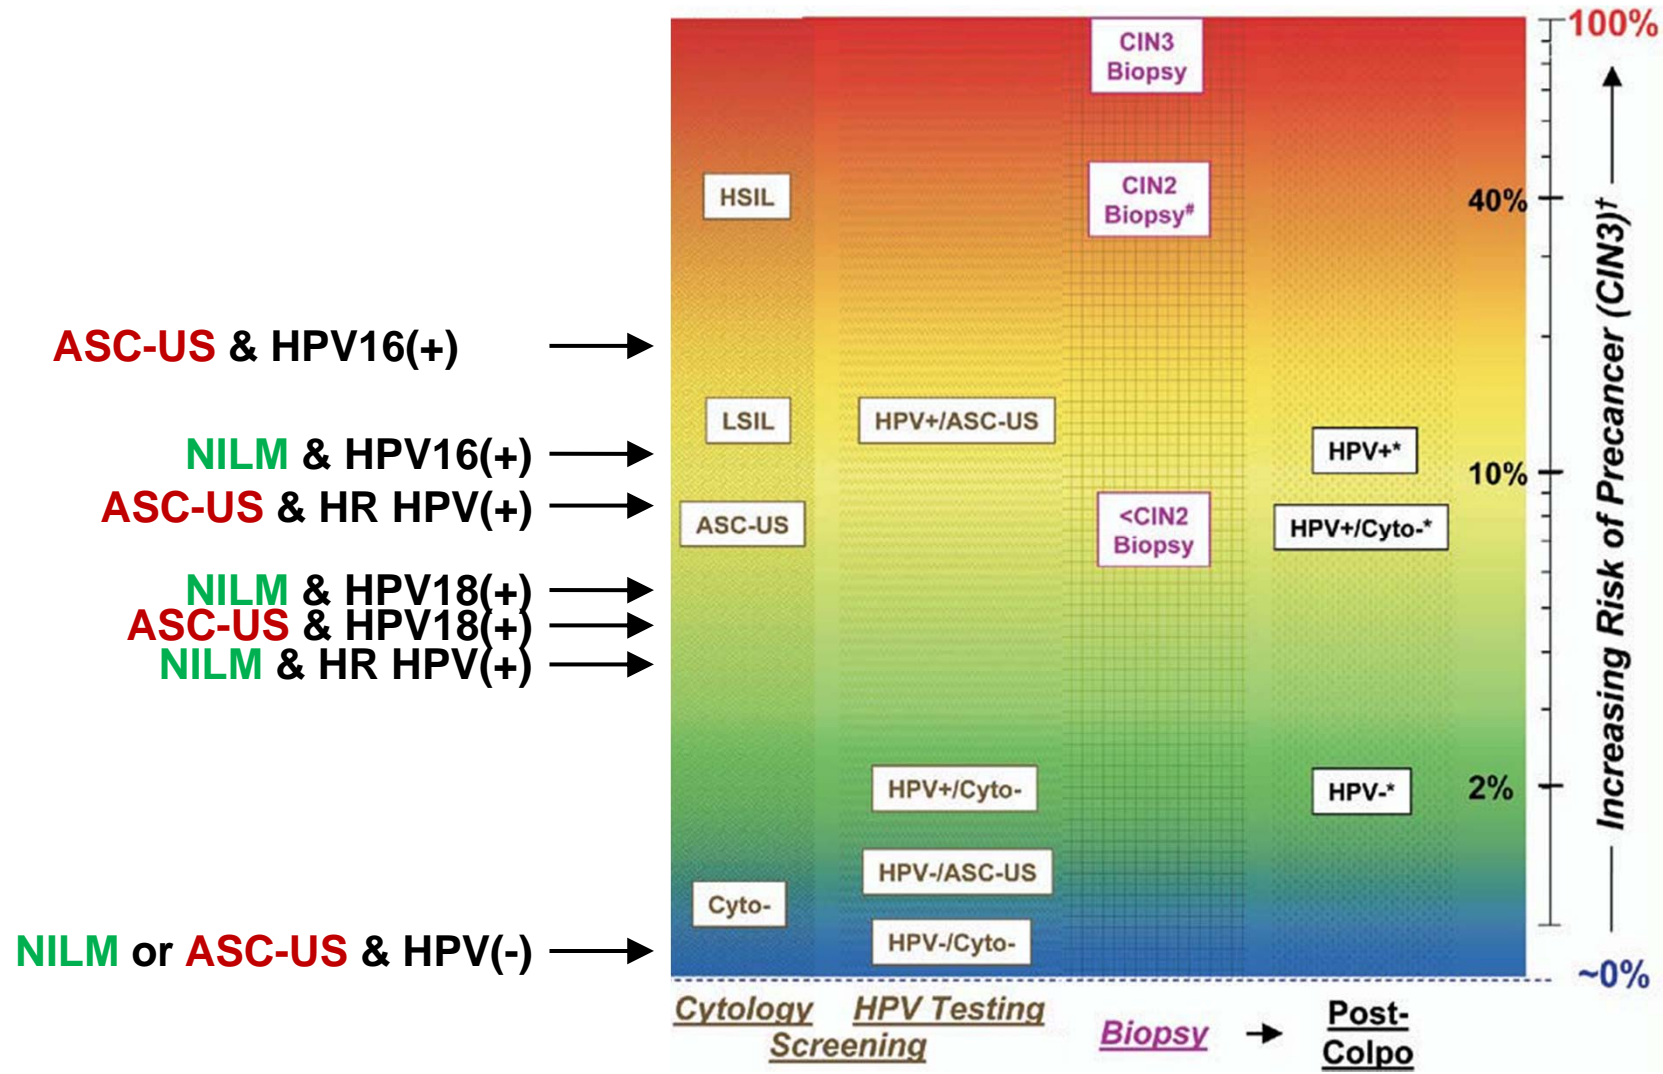 ASC-US & HPV16(+)
NILM & HPV16(+)
ASC-US & HR HPV(+)
NILM & HPV18(+)
ASC-US & HPV18(+)
NILM & HR HPV(+)
NILM or ASC-US & HPV(-)
HSIL
LSIL
ASC-US
Cyto-
HPV+/ASC-US
HPV+/Cyto-
HPV-/ASC-US
HPV-/Cyto-
CIN3
Biopsy
CIN2
Biopsy#
<CIN2
Biopsy
HPV+*
HPV+/Cyto-*
HPV-*
100%
40%
10%
2%
~0%
Increasing Risk of Precancer (CIN3)†
Cytology
HPV Testing
Screening
Biopsy
Post-
Colpo